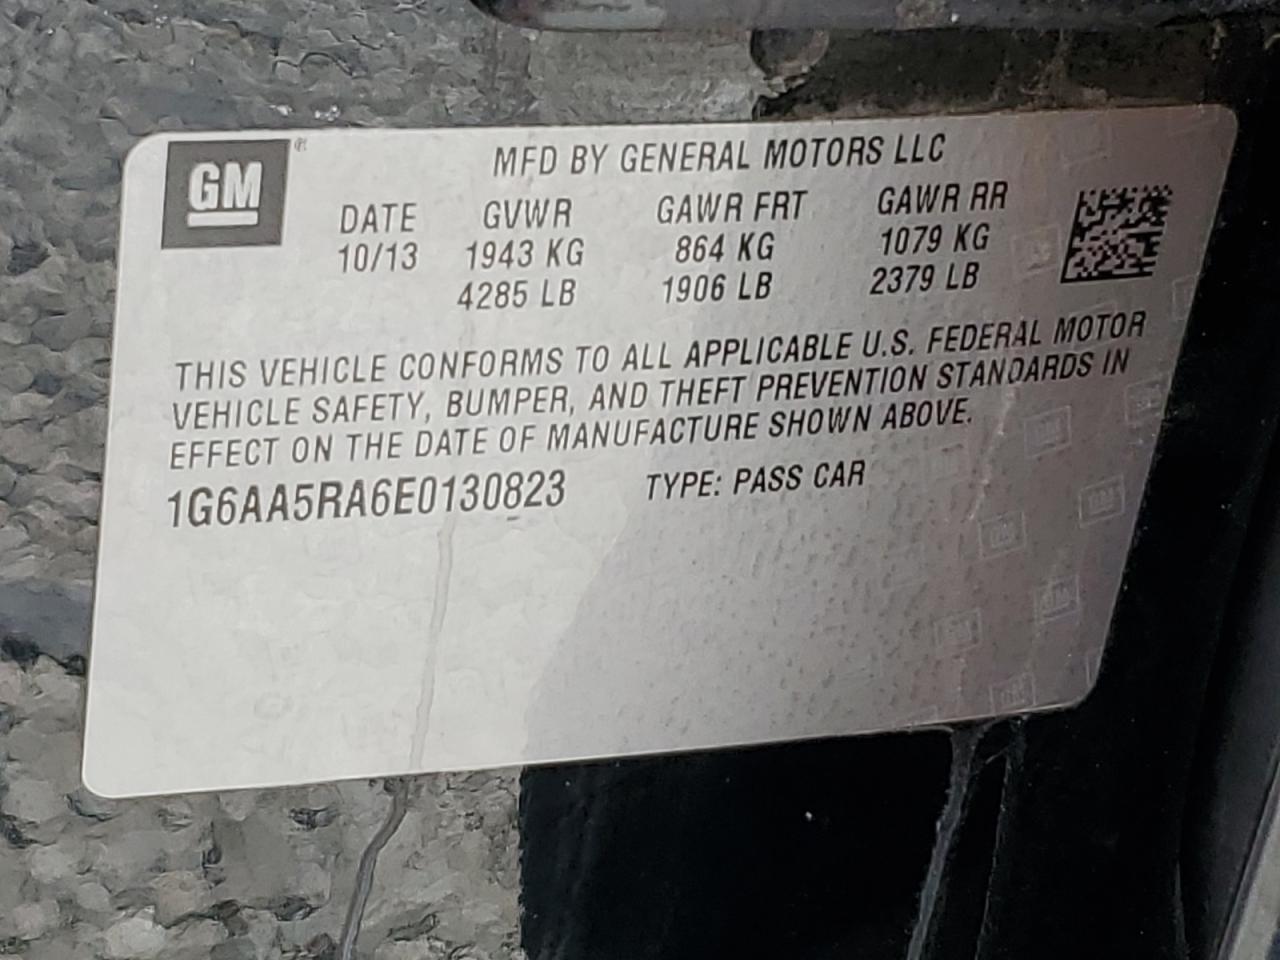 GM ®
MFD BY GENERAL MOTORS LLC
DATE GVWR GAWR FRT GAWR RR
10/13 1943 KG 864 KG 1079 KG
4285 LB 1906 LB 2379 LB
THIS VEHICLE CONFORMS TO ALL APPLICABLE U.S. FEDERAL MOTOR
VEHICLE SAFETY, BUMPER, AND THEFT PREVENTION STANDARDS IN
EFFECT ON THE DATE OF MANUFACTURE SHOWN ABOVE.
1G6AA5RA6E0130823 TYPE: PASS CAR